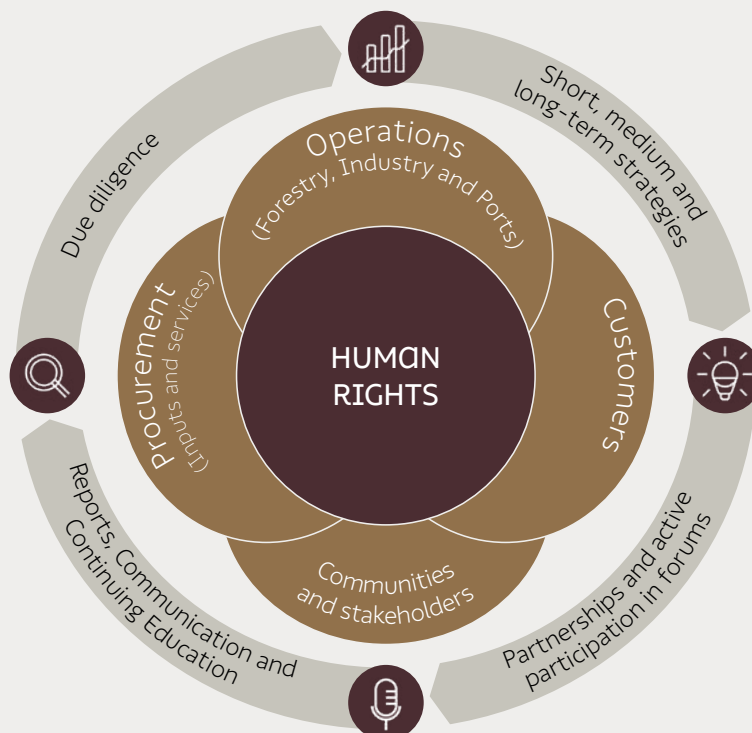 Due diligence
Short, medium and
long-term strategies
Operations
(Forestry, Industry and Ports)
Procurement
(Inputs and services)
HUMAN
RIGHTS
Customers
Communities
and stakeholders
Reports, Communication and
Continuing Education
Partnerships and active
participation in forums